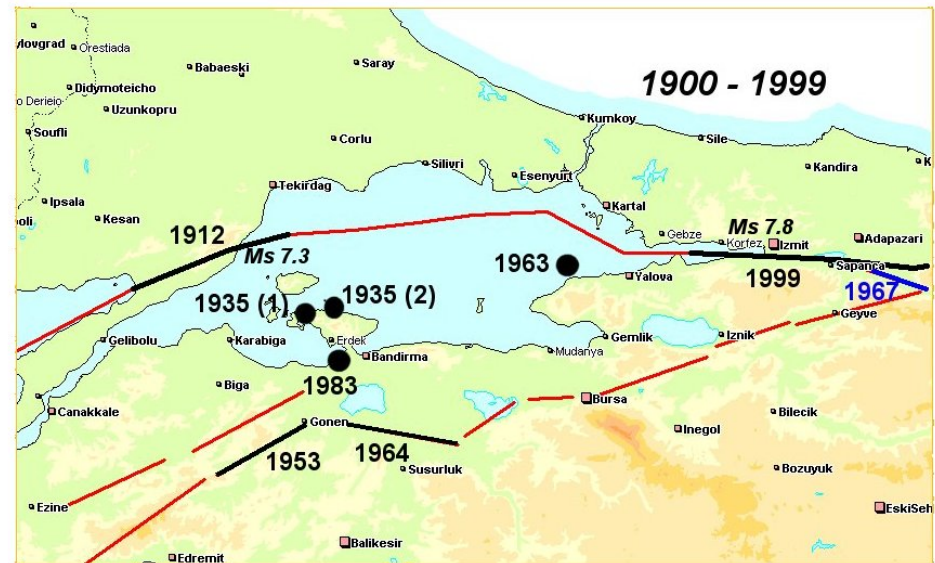 ylovgrad
Orestiada
Babaeski
Saray
Didymoteicho
o Derieio
Uzunkopru
1900 - 1999
Kumkoy
Soufli
Corlu
Sile
Silivri
Kandira
K
Esenyurt
Tekirdag
Ipsala
Kartal
oli
Kesan
1912
Ms 7.3
Ms 7.8
Gebze
Korfez
Izmit
Adapazari
1963
Yalova
1999
Sapanca
1967
1935 (1)
1935 (2)
Geyve
Gelibolu
Karabiga
Erdek
Bandirma
Mudanya
Gemlik
Iznik
1983
Biga
Canakkale
Bursa
Bilecik
Gonen
Inegol
1953
1964
Susurluk
Bozuyuk
Ezine
EskiSeh
Balikesir
Edremit